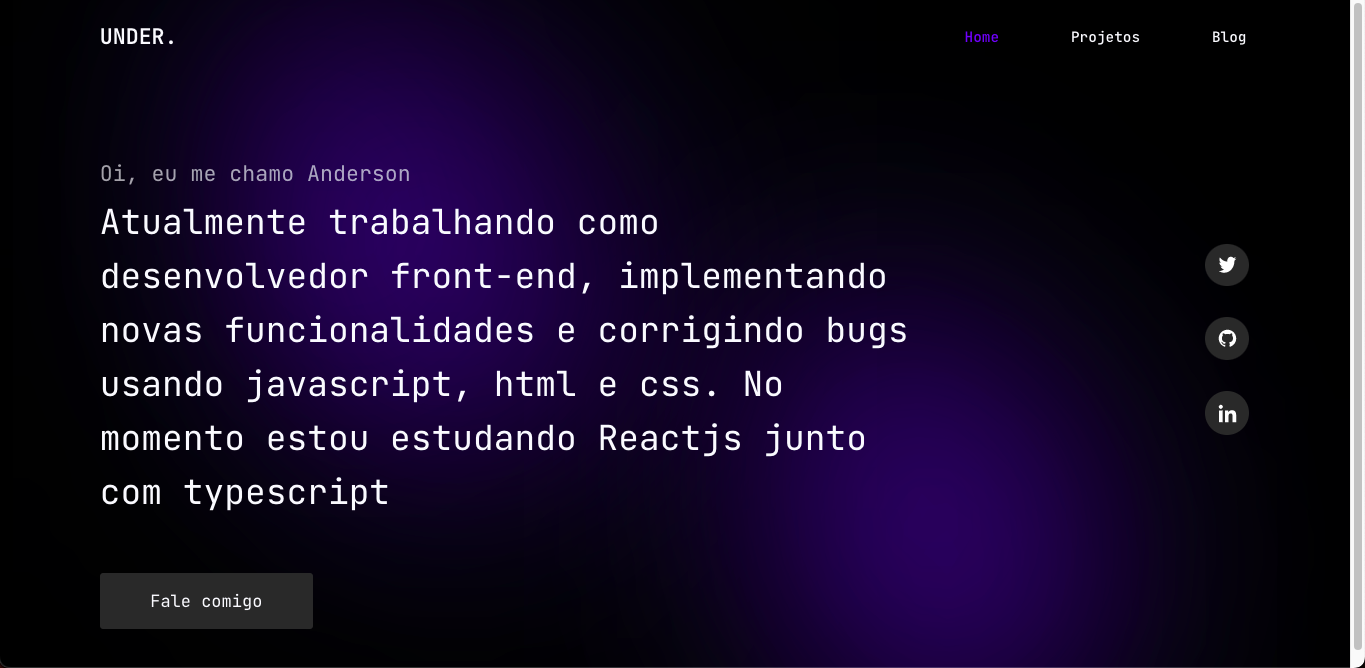 UNDER.
Home Projetos Blog
Oi, eu me chamo Anderson
Atualmente trabalhando como
desenvolvedor front-end, implementando
novas funcionalidades e corrigindo bugs
usando javascript, html e css. No
momento estou estudando Reactjs junto
com typescript
Fale comigo